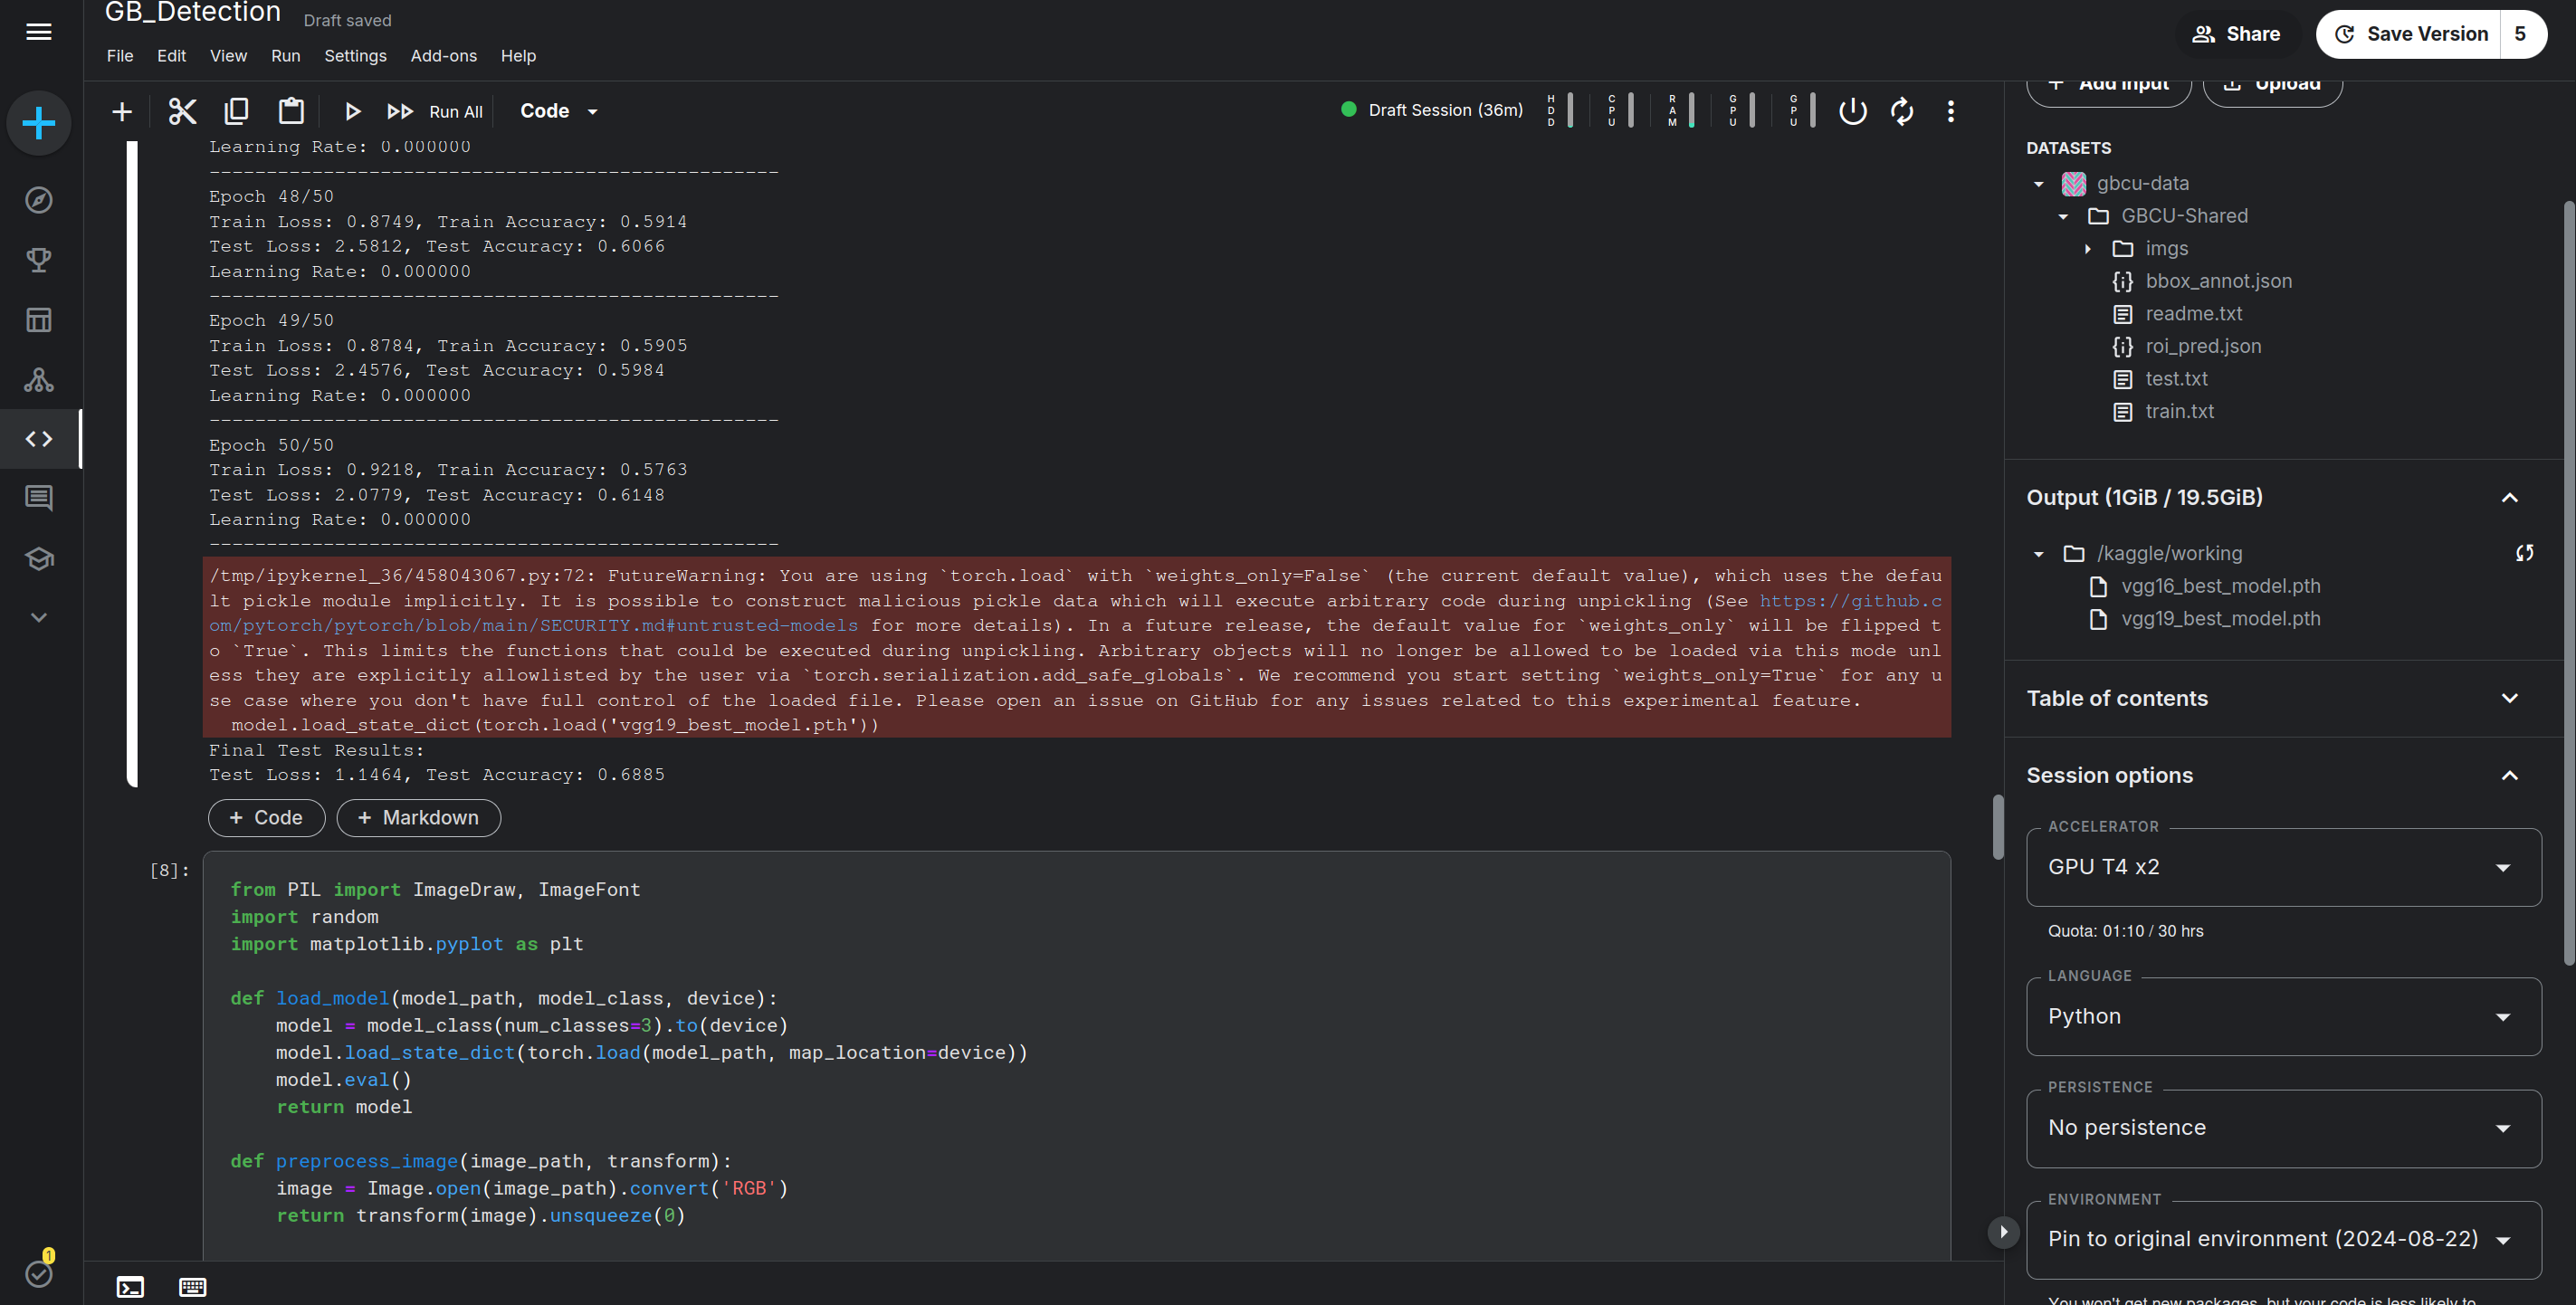 GB_Detection
Draft saved
File Edit View Run Settings Add-ons Help
Share
Save Version 5
Run All
Code
Draft Session (36m)
HDD
CPU
RAM
GPU
GPU
Learning Rate: 0.000000
--------------------------------------------------
Epoch 48/50
Train Loss: 0.8749, Train Accuracy: 0.5914
Test Loss: 2.5812, Test Accuracy: 0.6066
Learning Rate: 0.000000
--------------------------------------------------
Epoch 49/50
Train Loss: 0.8784, Train Accuracy: 0.5905
Test Loss: 2.4576, Test Accuracy: 0.5984
Learning Rate: 0.000000
--------------------------------------------------
Epoch 50/50
Train Loss: 0.9218, Train Accuracy: 0.5763
Test Loss: 2.0779, Test Accuracy: 0.6148
Learning Rate: 0.000000
--------------------------------------------------
/tmp/ipykernel_36/458043067.py:72: FutureWarning: You are using `torch.load` with `weights_only=False` (the current default value), which uses the defau
lt pickle module implicitly. It is possible to construct malicious pickle data which will execute arbitrary code during unpickling (See https://github.c
om/pytorch/pytorch/blob/main/SECURITY.md#untrusted-models for more details). In a future release, the default value for `weights_only` will be flipped t
o `True`. This limits the functions that could be executed during unpickling. Arbitrary objects will no longer be allowed to be loaded via this mode unl
ess they are explicitly allowlisted by the user via `torch.serialization.add_safe_globals`. We recommend you start setting `weights_only=True` for any u
se case where you don't have full control of the loaded file. Please open an issue on GitHub for any issues related to this experimental feature.
  model.load_state_dict(torch.load('vgg19_best_model.pth'))
Final Test Results:
Test Loss: 1.1464, Test Accuracy: 0.6885
+ Code
+ Markdown
[8]:
from PIL import ImageDraw, ImageFont
import random
import matplotlib.pyplot as plt
def load_model(model_path, model_class, device):
    model = model_class(num_classes=3).to(device)
    model.load_state_dict(torch.load(model_path, map_location=device))
    model.eval()
    return model
def preprocess_image(image_path, transform):
    image = Image.open(image_path).convert('RGB')
    return transform(image).unsqueeze(0)
1
+ Add Input
Upload
DATASETS
gbcu-data
GBCU-Shared
imgs
bbox_annot.json
readme.txt
roi_pred.json
test.txt
train.txt
Output (1GiB / 19.5GiB)
/kaggle/working
vgg16_best_model.pth
vgg19_best_model.pth
Table of contents
Session options
ACCELERATOR
GPU T4 x2
Quota: 01:10 / 30 hrs
LANGUAGE
Python
PERSISTENCE
No persistence
ENVIRONMENT
Pin to original environment (2024-08-22)
You won't get new packages, but your code is less likely to